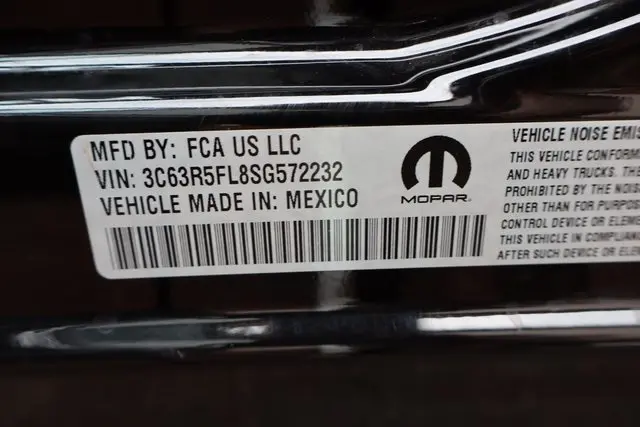 MFD BY: FCA US LLC
VIN: 3C63R5FL8SG572232
VEHICLE MADE IN: MEXICO
MOPAR.
VEHICLE NOISE EMIS
THIS VEHICLE CONFORM
AND HEAVY TRUCKS. THE
PROHIBITED BY THE NOIS
OTHER THAN FOR PURPOS
CONTROL DEVICE OR ELEM
THIS VEHICLE IN COMPLIANC
AFTER SUCH DEVICE OR ELE